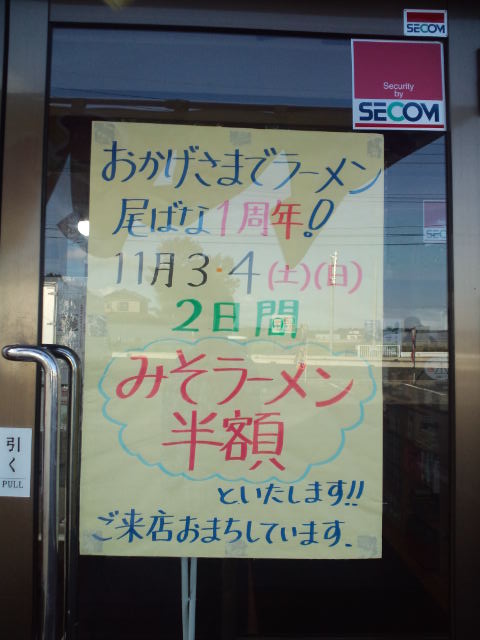 SECOM
Security
by
SECOM
おかげさまでラーメン
尾ばな1周年!!
11月3・4(土)(日)
2日間
みそラーメン
半額
といたします!!
ご来店おまちしています.
引く
PULL